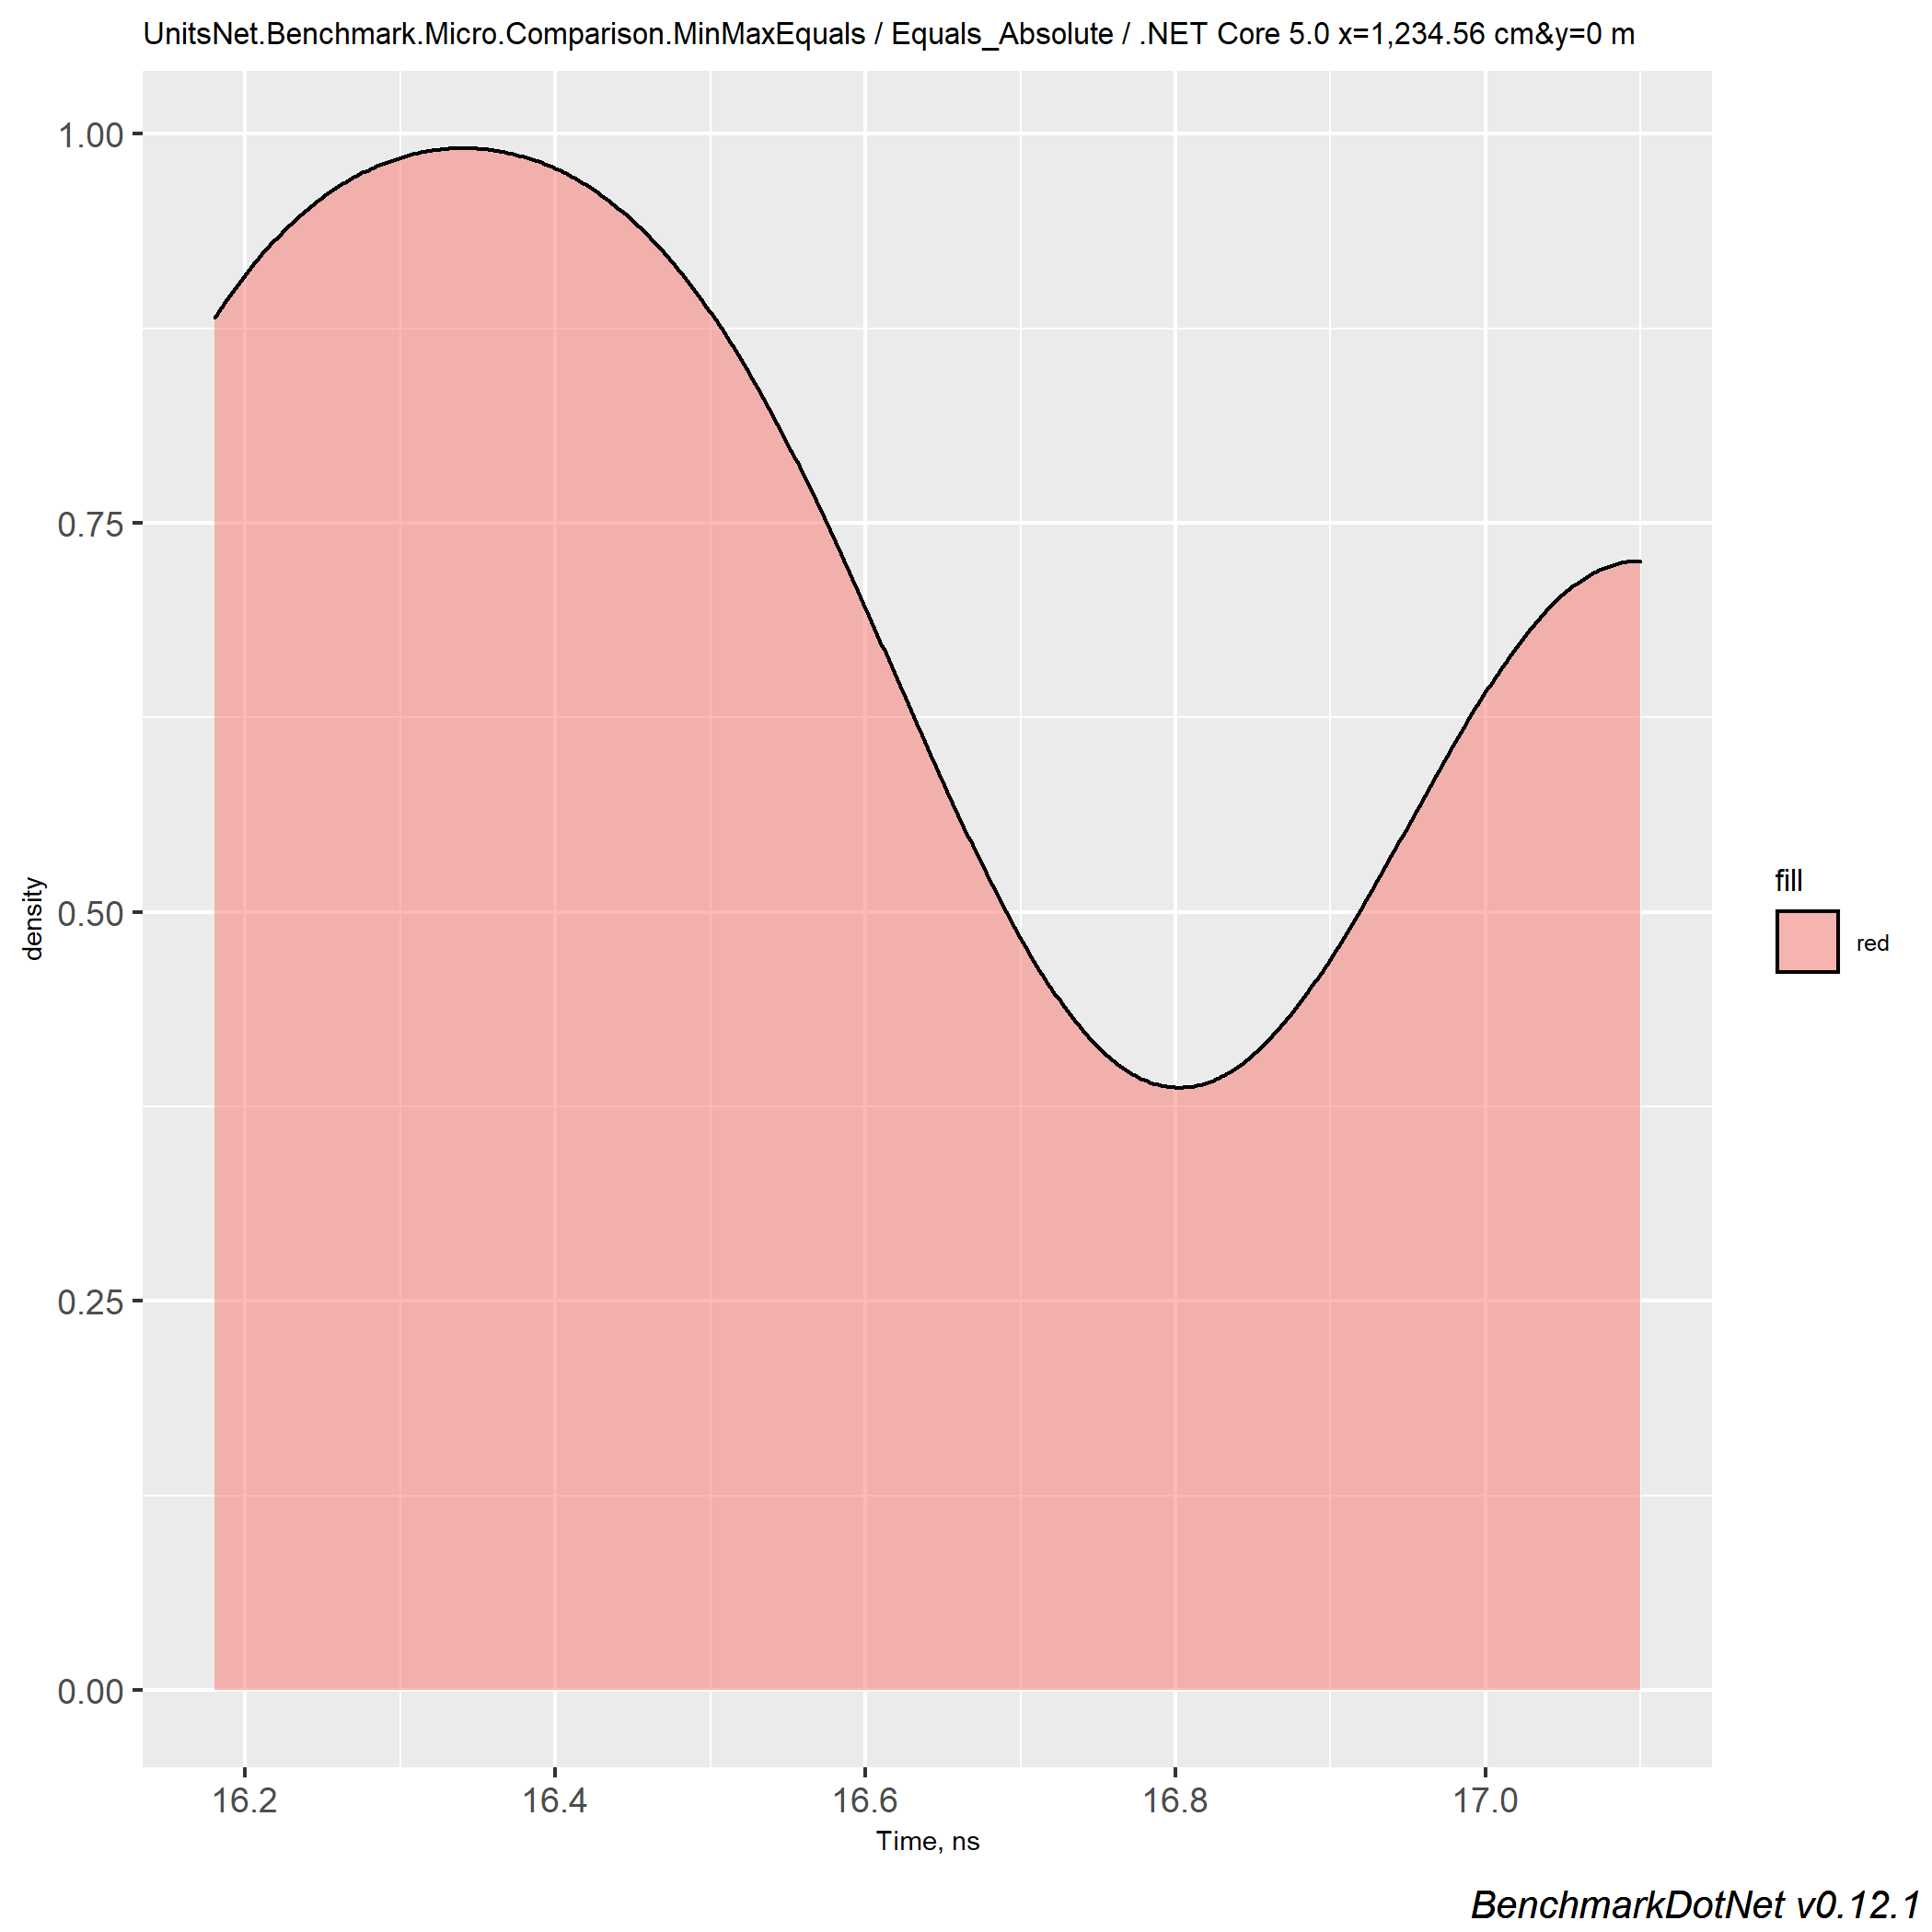 UnitsNet.Benchmark.Micro.Comparison.MinMaxEquals / Equals_Absolute / .NET Core 5.0 x=1,234.56 cm&y=0 m
1.00
0.75
0.50
0.25
0.00
density
16.2 16.4 16.6 16.8 17.0
Time, ns
fill
red
BenchmarkDotNet v0.12.1